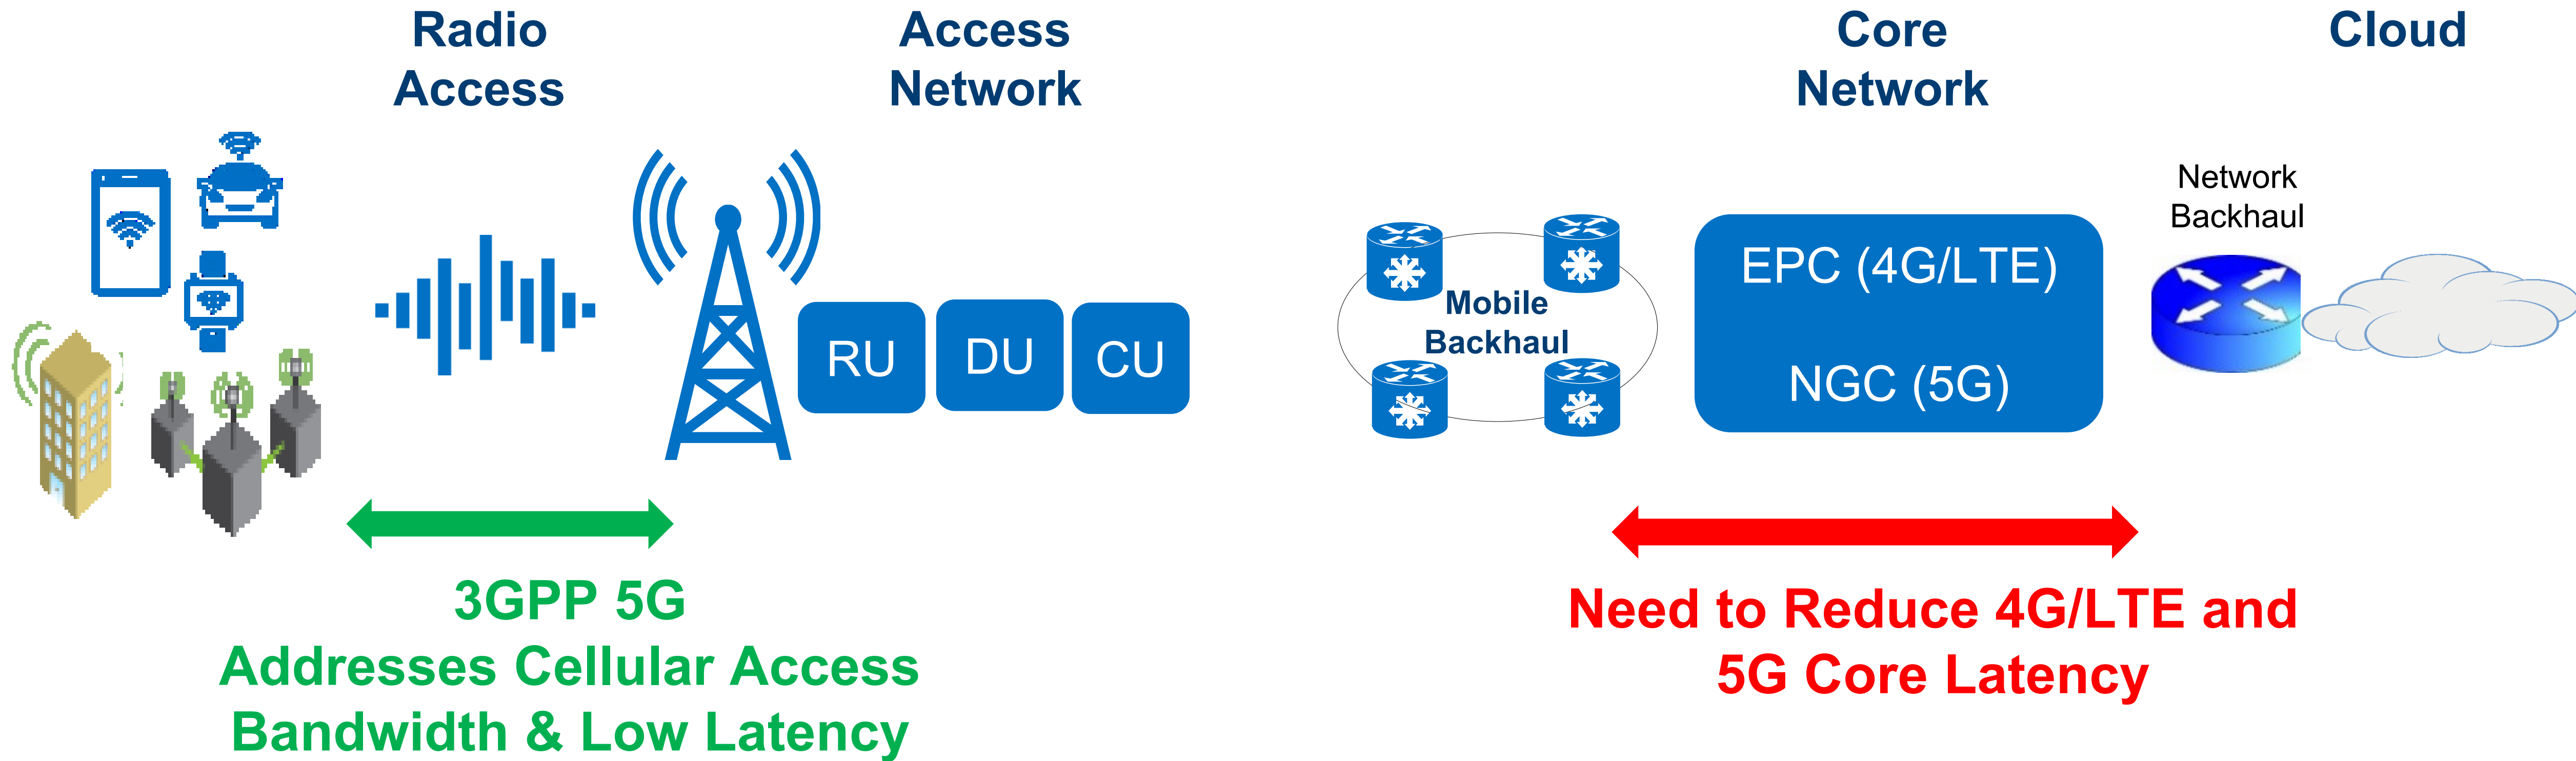 Radio
Access
Access
Network
Core
Network
Cloud
Network
Backhaul
Mobile
Backhaul
RU
DU
CU
EPC (4G/LTE)
NGC (5G)
3GPP 5G
Addresses Cellular Access
Bandwidth & Low Latency
Need to Reduce 4G/LTE and
5G Core Latency